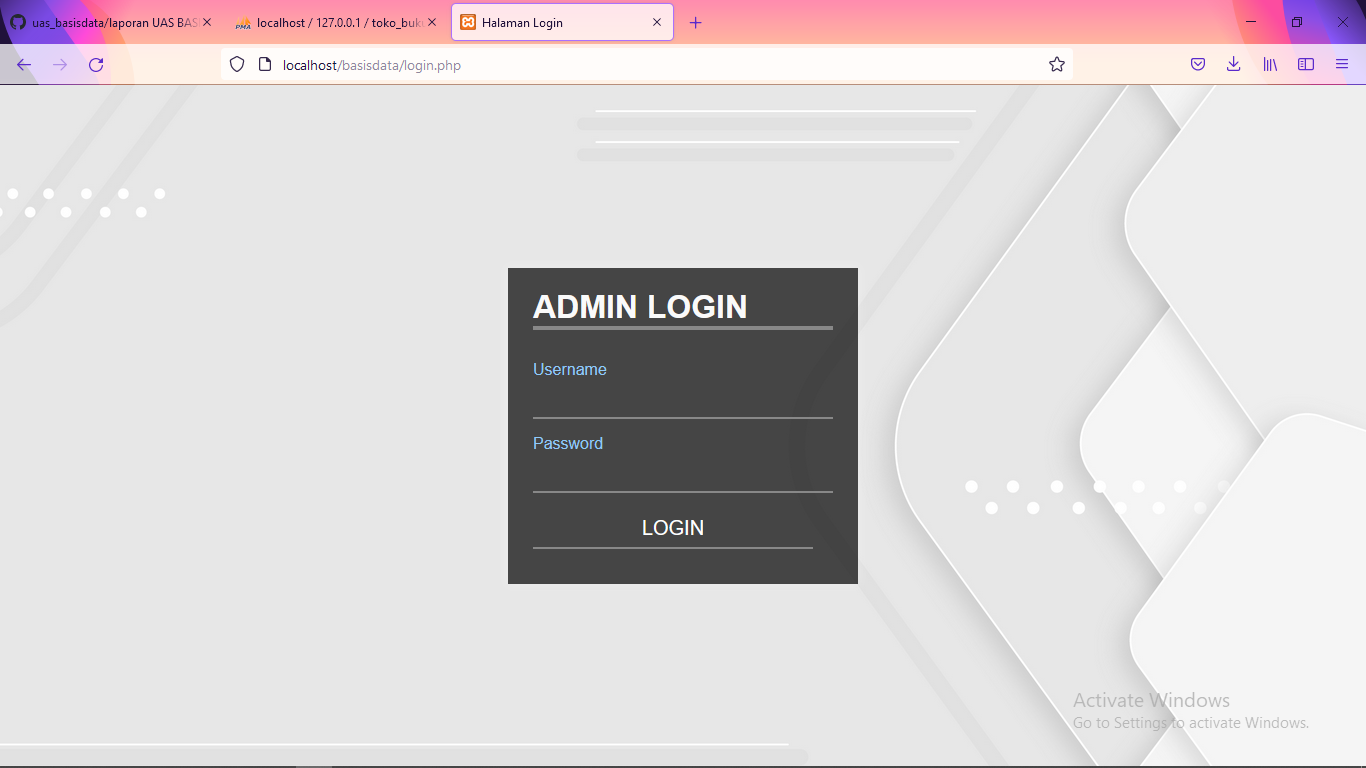 uas_basisdata/laporan UAS BAS
localhost / 127.0.0.1 / toko_buku
Halaman Login
localhost/basisdata/login.php
ADMIN LOGIN
Username
Password
LOGIN
Activate Windows
Go to Settings to activate Windows.